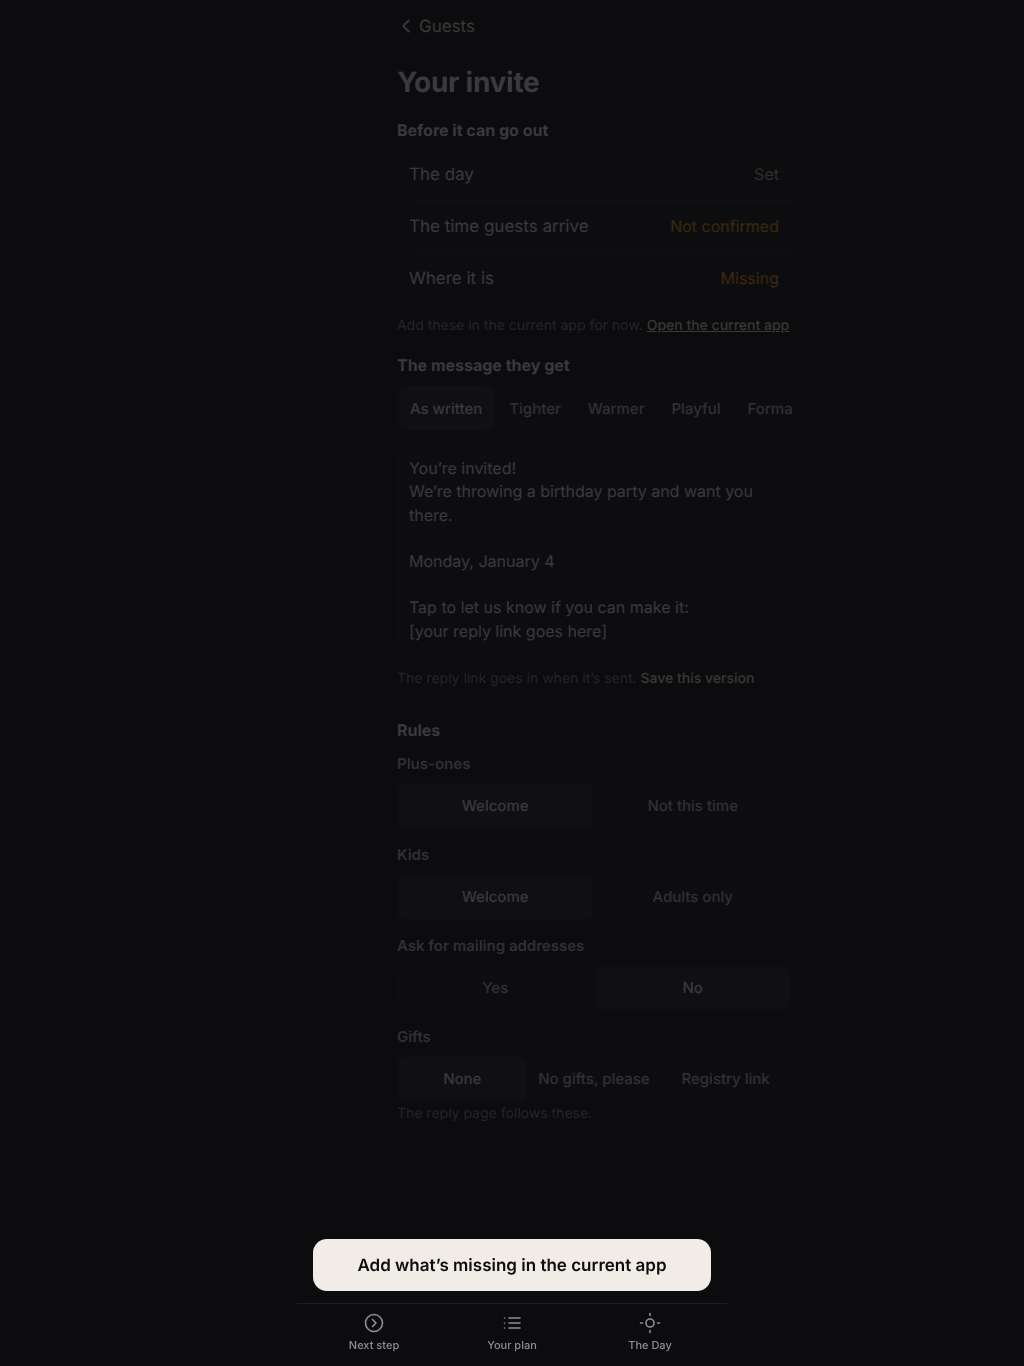 Guests
Your invite
Before it can go out
The day Set
The time guests arrive Not confirmed
Where it is Missing
Add these in the current app for now. Open the current app
The message they get
As written Tighter Warmer Playful Forma
You’re invited!
We’re throwing a birthday party and want you
there.
Monday, January 4
Tap to let us know if you can make it:
[your reply link goes here]
The reply link goes in when it’s sent. Save this version
Rules
Plus-ones
Welcome Not this time
Kids
Welcome Adults only
Ask for mailing addresses
Yes No
Gifts
None No gifts, please Registry link
The reply page follows these.
Add what’s missing in the current app
Next step Your plan The Day